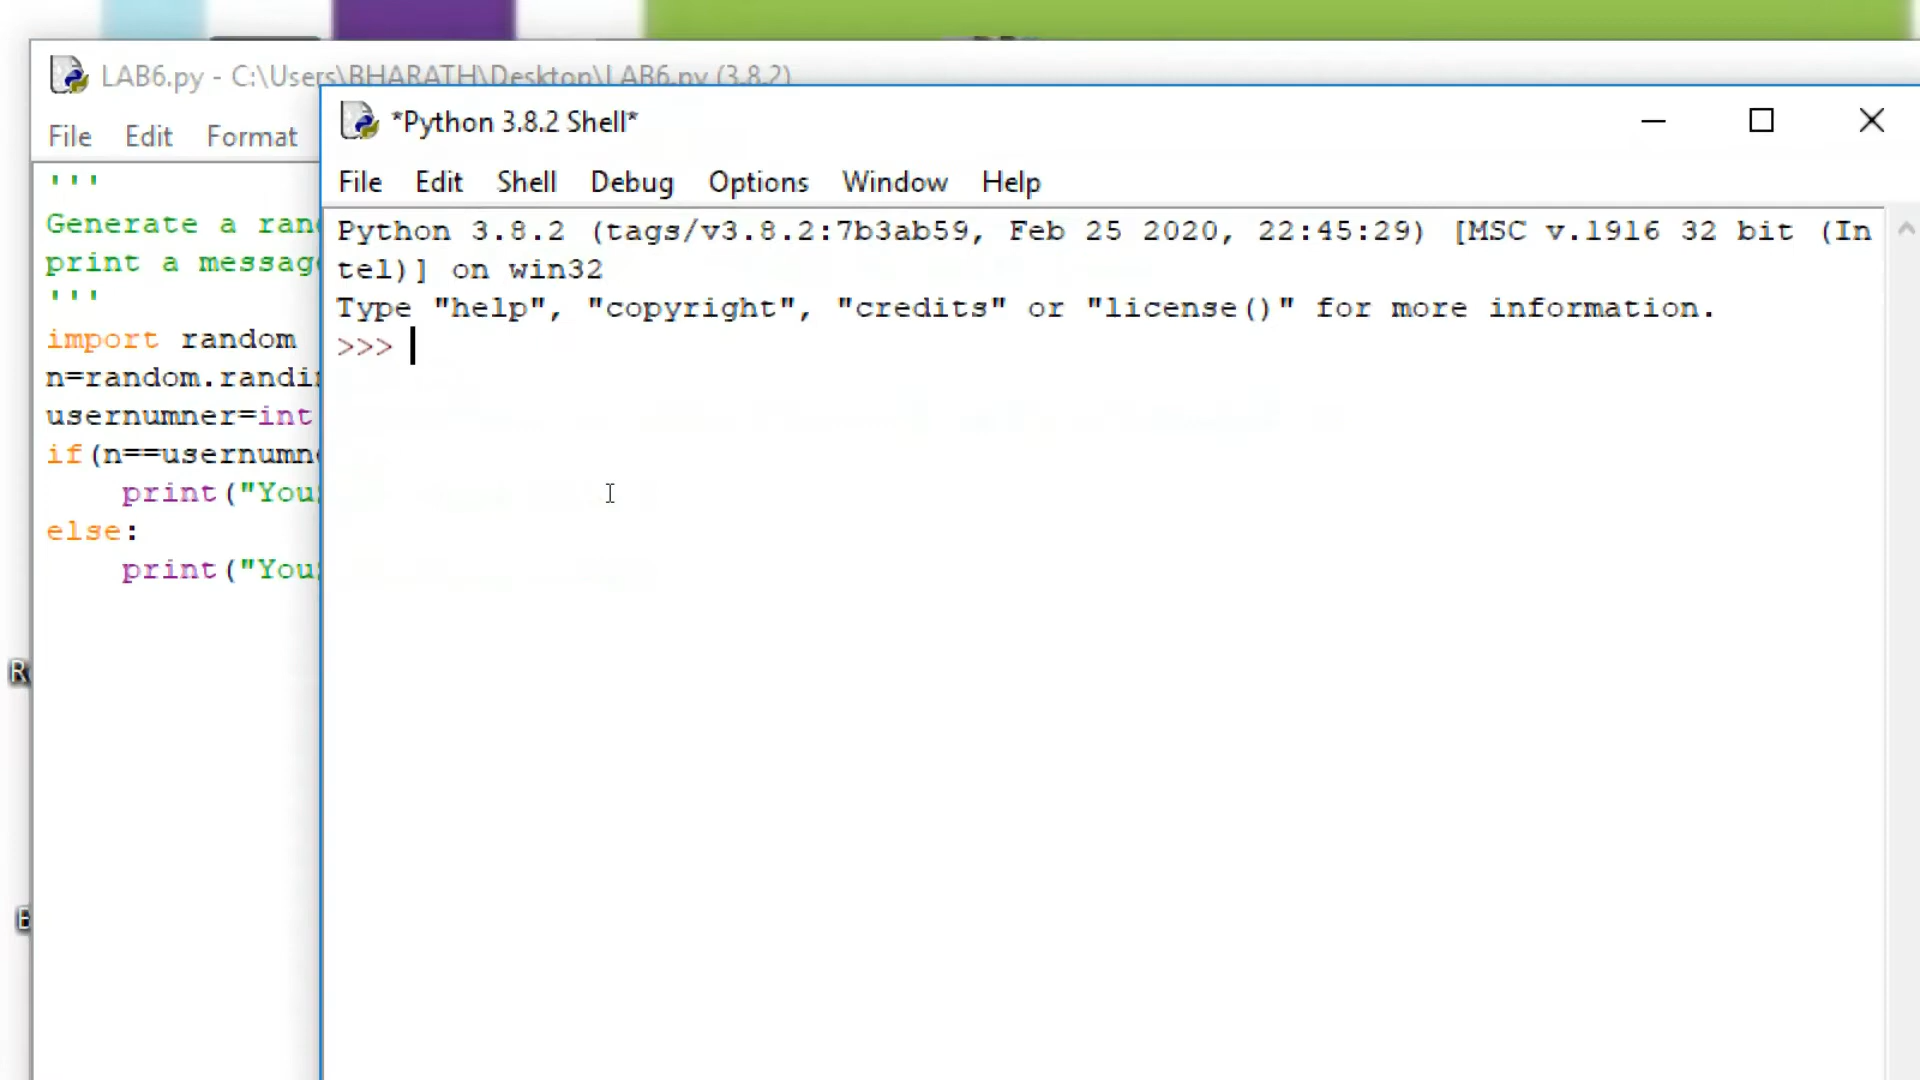 LAB6.py - C:\Users\BHARATH\Desktop\LAB6.py (3.8.2)
File Edit Format
'''
Generate a ran
print a messag
'''
import random
n=random.randi
usernumner=int
if(n==usernumn
print("You
else:
print("You
*Python 3.8.2 Shell*
File Edit Shell Debug Options Window Help
Python 3.8.2 (tags/v3.8.2:7b3ab59, Feb 25 2020, 22:45:29) [MSC v.1916 32 bit (In
tel)] on win32
Type "help", "copyright", "credits" or "license()" for more information.
>>>